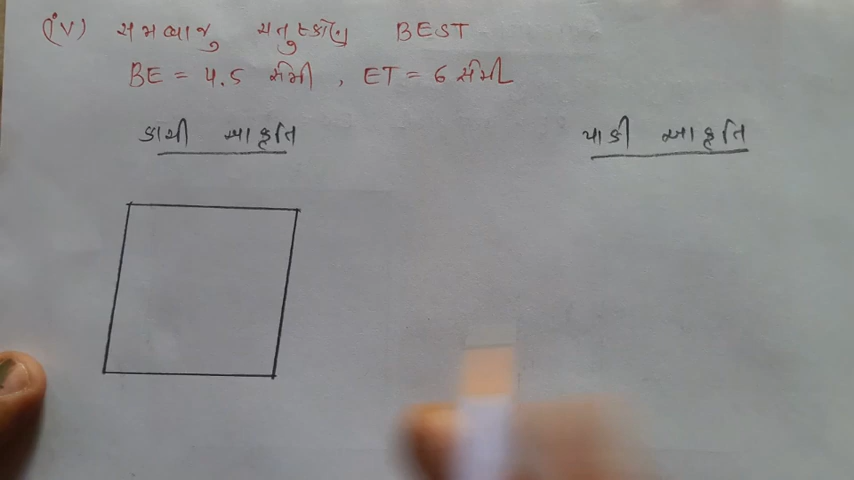 (iv) સમબાજુ ચતુષ્કોણ BEST
BE = 4.5 સેમી , ET = 6 સેમી
કાચી આકૃતિ
પાકી આકૃતિ